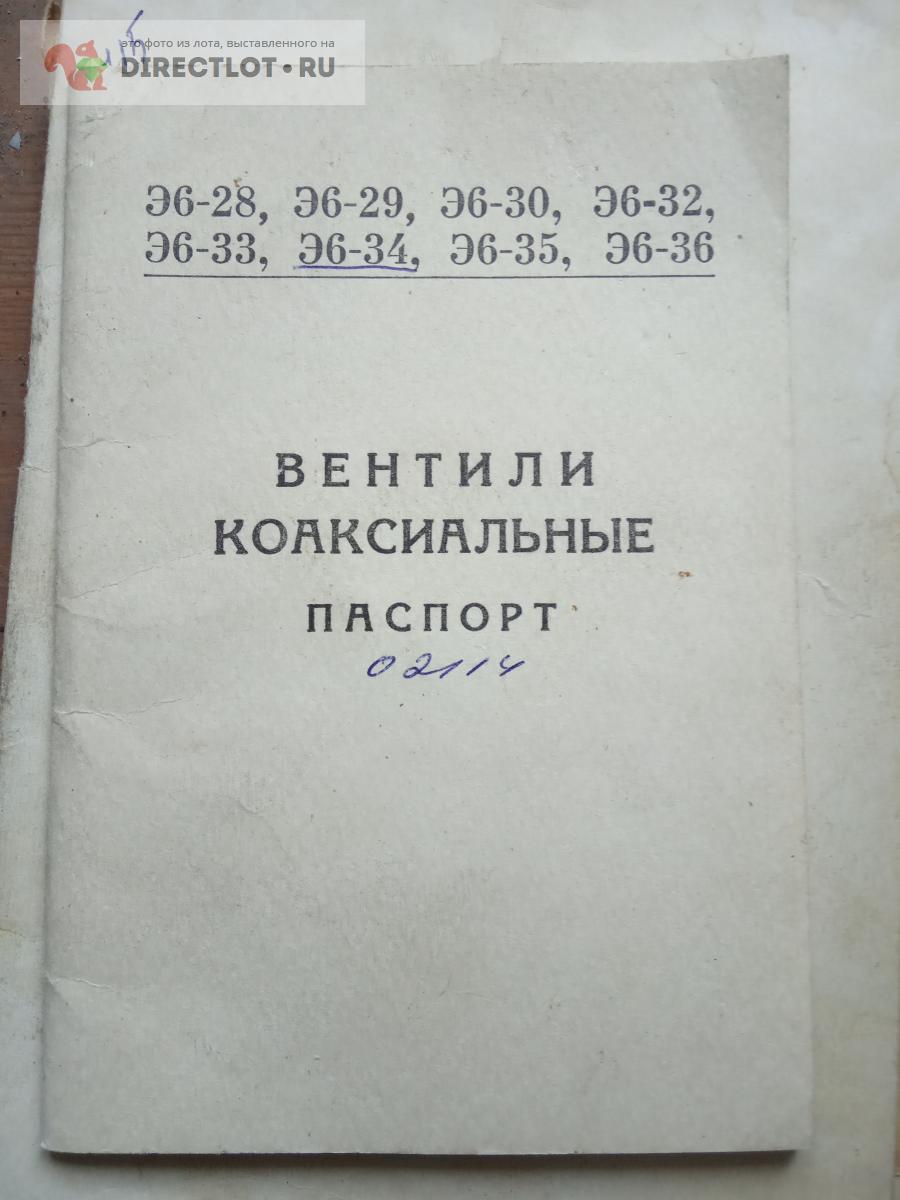 это фото из лота, выставленного на
DIRECTLOT•RU
Э6-28, Э6-29, Э6-30, Э6-32,
Э6-33, Э6-34, Э6-35, Э6-36
ВЕНТИЛИ
КОАКСИАЛЬНЫЕ
ПАСПОРТ
02114